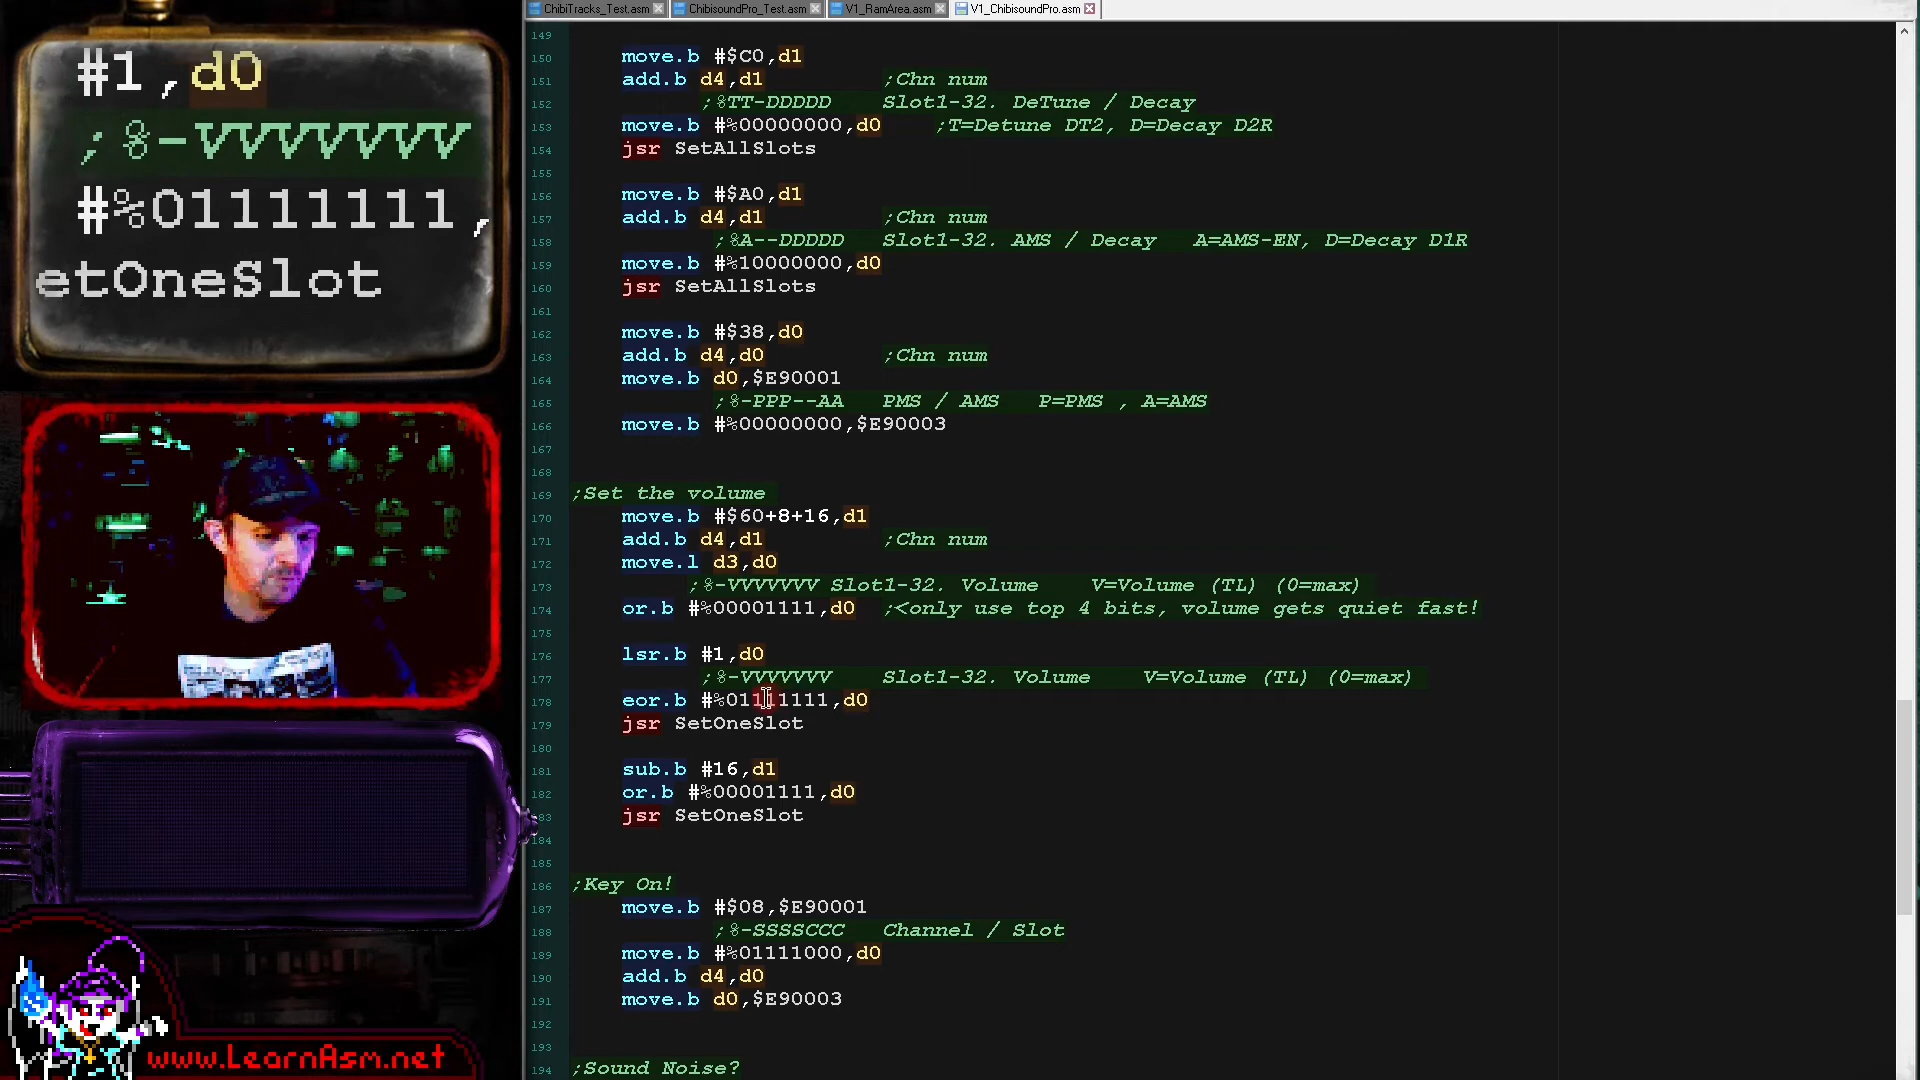 ChibiTracks_Test.asm ChibisoundPro_Test.asm V1_RamArea.asm V1_ChibisoundPro.asm
#1,d0
;%-VVVVVVV
#%01111111,
etOneSlot
149
150 move.b #$C0,d1
151 add.b d4,d1 ;Chn num
152 ;%TT-DDDDD Slot1-32. DeTune / Decay
153 move.b #%00000000,d0 ;T=Detune DT2, D=Decay D2R
154 jsr SetAllSlots
155
156 move.b #$A0,d1
157 add.b d4,d1 ;Chn num
158 ;%A--DDDDD Slot1-32. AMS / Decay A=AMS-EN, D=Decay D1R
159 move.b #%10000000,d0
160 jsr SetAllSlots
161
162 move.b #$38,d0
163 add.b d4,d0 ;Chn num
164 move.b d0,$E90001
165 ;%-PPP--AA PMS / AMS P=PMS , A=AMS
166 move.b #%00000000,$E90003
167
168
169 ;Set the volume
170 move.b #$60+8+16,d1
171 add.b d4,d1 ;Chn num
172 move.l d3,d0
173 ;%-VVVVVVV Slot1-32. Volume V=Volume (TL) (0=max)
174 or.b #%00001111,d0 ;<only use top 4 bits, volume gets quiet fast!
175
176 lsr.b #1,d0
177 ;%-VVVVVVV Slot1-32. Volume V=Volume (TL) (0=max)
178 eor.b #%01111111,d0
179 jsr SetOneSlot
180
181 sub.b #16,d1
182 or.b #%00001111,d0
183 jsr SetOneSlot
184
185
186 ;Key On!
187 move.b #$08,$E90001
188 ;%-SSSSCCC Channel / Slot
189 move.b #%01111000,d0
190 add.b d4,d0
191 move.b d0,$E90003
192
193
194 ;Sound Noise?
www.LearnAsm.net